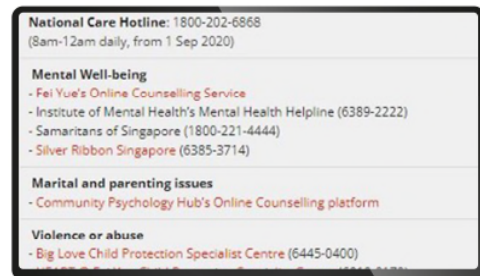 National Care Hotline: 1800-202-6868
(8am-12am daily, from 1 Sep 2020)
Mental Well-being
- Fei Yue's Online Counselling Service
- Institute of Mental Health's Mental Health Helpline (6389-2222)
- Samaritans of Singapore (1800-221-4444)
- Silver Ribbon Singapore (6385-3714)
Marital and parenting issues
- Community Psychology Hub's Online Counselling platform
Violence or abuse
- Big Love Child Protection Specialist Centre (6445-0400)